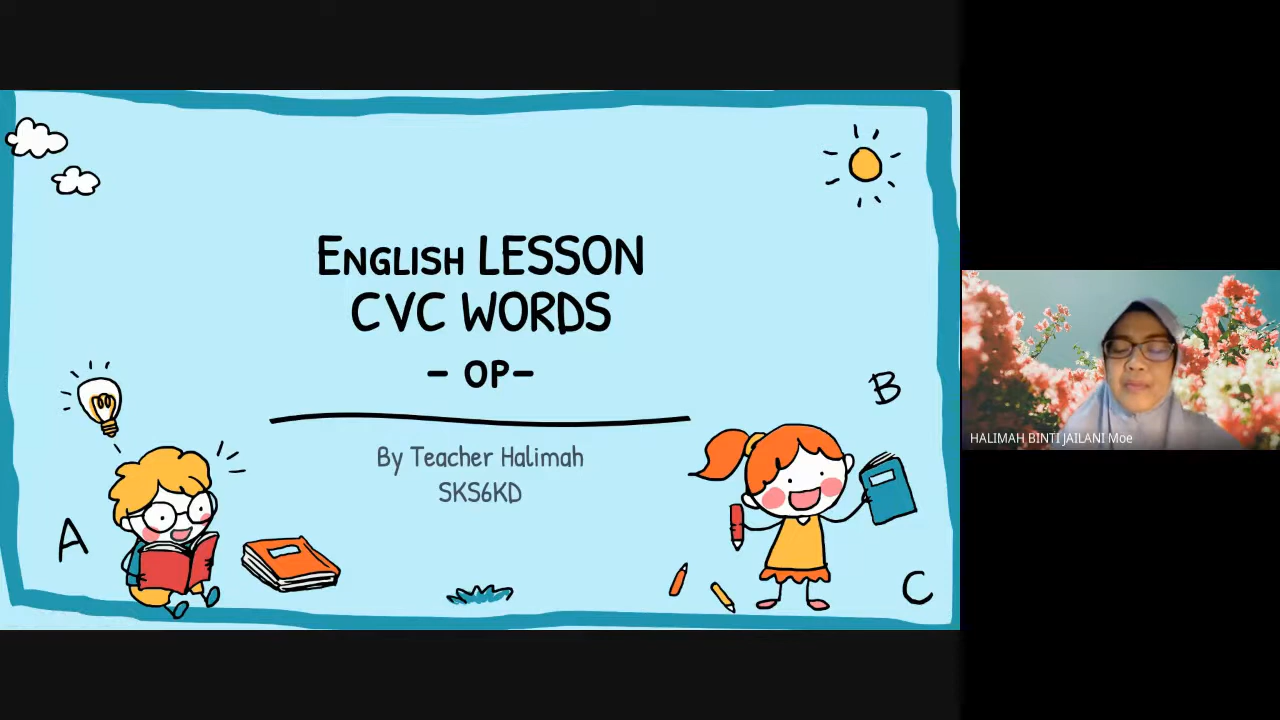 English LESSON
CVC WORDS
- OP-
By Teacher Halimah
SKS6KD
A
B
C
HALIMAH BINTI JAILANI Moe